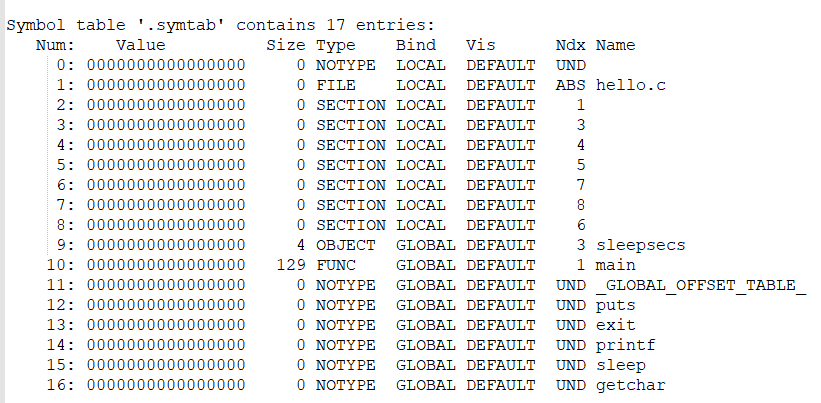 Symbol table '.symtab' contains 17 entries:
   Num:    Value          Size Type    Bind   Vis      Ndx Name
     0: 0000000000000000     0 NOTYPE  LOCAL  DEFAULT  UND
     1: 0000000000000000     0 FILE    LOCAL  DEFAULT  ABS hello.c
     2: 0000000000000000     0 SECTION LOCAL  DEFAULT    1
     3: 0000000000000000     0 SECTION LOCAL  DEFAULT    3
     4: 0000000000000000     0 SECTION LOCAL  DEFAULT    4
     5: 0000000000000000     0 SECTION LOCAL  DEFAULT    5
     6: 0000000000000000     0 SECTION LOCAL  DEFAULT    7
     7: 0000000000000000     0 SECTION LOCAL  DEFAULT    8
     8: 0000000000000000     0 SECTION LOCAL  DEFAULT    6
     9: 0000000000000000     4 OBJECT  GLOBAL DEFAULT    3 sleepsecs
    10: 0000000000000000   129 FUNC    GLOBAL DEFAULT    1 main
    11: 0000000000000000     0 NOTYPE  GLOBAL DEFAULT  UND _GLOBAL_OFFSET_TABLE_
    12: 0000000000000000     0 NOTYPE  GLOBAL DEFAULT  UND puts
    13: 0000000000000000     0 NOTYPE  GLOBAL DEFAULT  UND exit
    14: 0000000000000000     0 NOTYPE  GLOBAL DEFAULT  UND printf
    15: 0000000000000000     0 NOTYPE  GLOBAL DEFAULT  UND sleep
    16: 0000000000000000     0 NOTYPE  GLOBAL DEFAULT  UND getchar